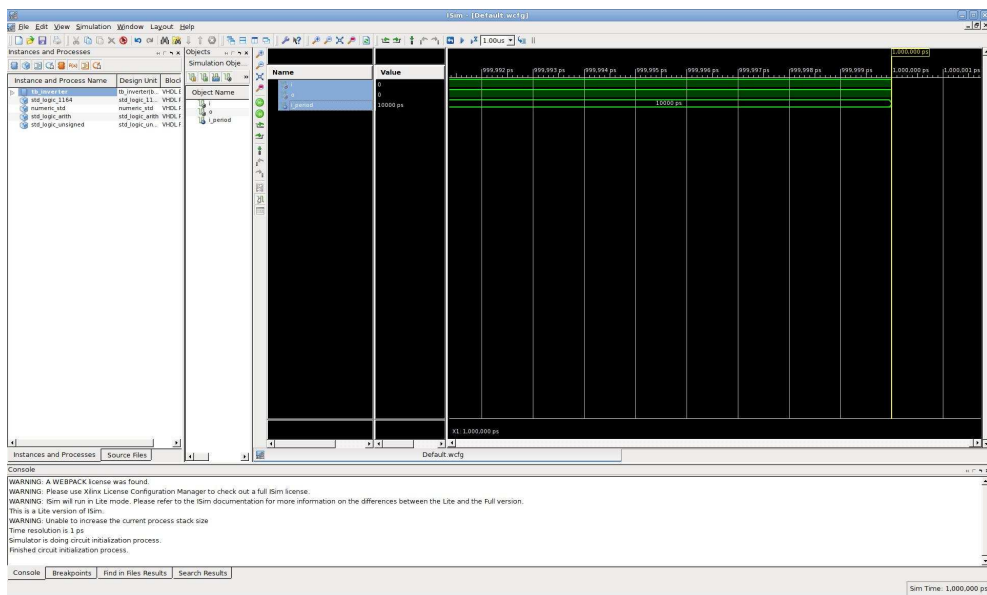 ISim - [Default.wcfg]
File Edit View Simulation Window Layout Help
1.00us
Instances and Processes
Instance and Process Name Design Unit Block
tb_inverter tb_inverter(b... VHDL E
std_logic_1164 std_logic_11... VHDL F
numeric_std numeric_std VHDL F
std_logic_arith std_logic_arith VHDL F
std_logic_unsigned std_logic_un... VHDL F
Instances and Processes Source Files
Objects
Simulation Obje...
Object Name
i
o
i_period
Name Value
i 0
o 0
i_period 10000 ps
1,000,000 ps
999,992 ps 999,993 ps 999,994 ps 999,995 ps 999,996 ps 999,997 ps 999,998 ps 999,999 ps 1,000,000 ps 1,000,001 ps
10000 ps
X1: 1,000,000 ps
Default.wcfg
Console
WARNING: A WEBPACK license was found.
WARNING: Please use Xilinx License Configuration Manager to check out a full ISim license.
WARNING: ISim will run in Lite mode. Please refer to the ISim documentation for more information on the differences between the Lite and the Full version.
This is a Lite version of ISim.
WARNING: Unable to increase the current process stack size
Time resolution is 1 ps
Simulator is doing circuit initialization process.
Finished circuit initialization process.
Console Breakpoints Find in Files Results Search Results
Sim Time: 1,000,000 ps